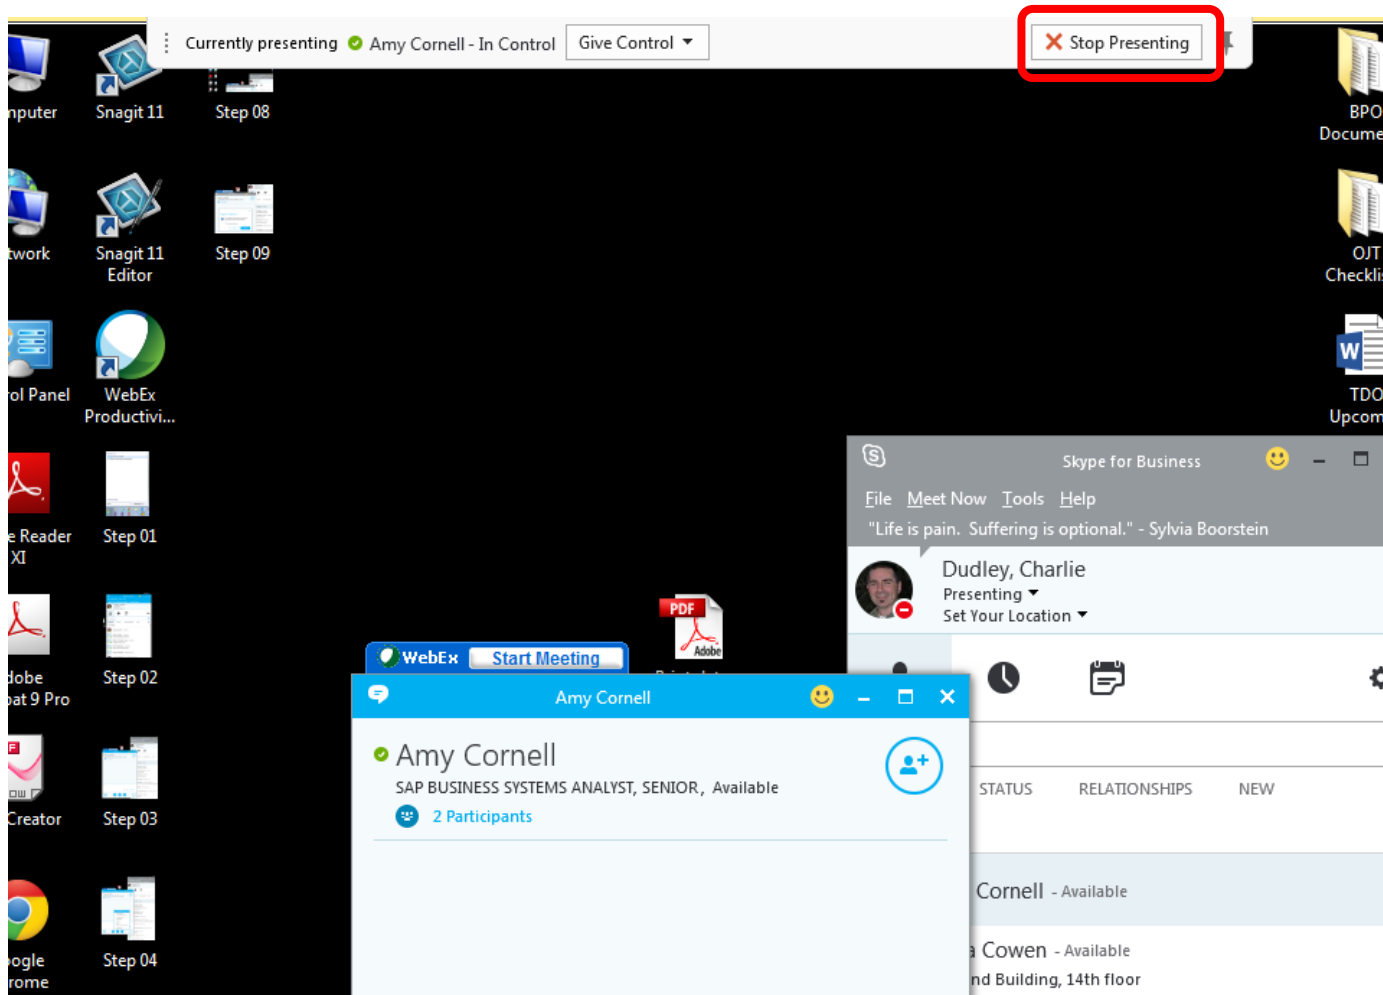 Currently presenting Amy Cornell - In Control Give Control
Stop Presenting
mputer
Snagit 11
Step 08
BPO
Docume
twork
Snagit 11
Editor
Step 09
OJT
Checklis
rol Panel
WebEx
Productivi...
TDO
Upcom
e Reader
XI
Step 01
Skype for Business
File Meet Now Tools Help
"Life is pain. Suffering is optional." - Sylvia Boorstein
Dudley, Charlie
Presenting
Set Your Location
PDF
Adobe
WebEx Start Meeting
dobe
bat 9 Pro
Step 02
Amy Cornell
Amy Cornell
SAP BUSINESS SYSTEMS ANALYST, SENIOR, Available
2 Participants
STATUS RELATIONSHIPS NEW
Creator
Step 03
Cornell - Available
a Cowen - Available
nd Building, 14th floor
oogle
rome
Step 04